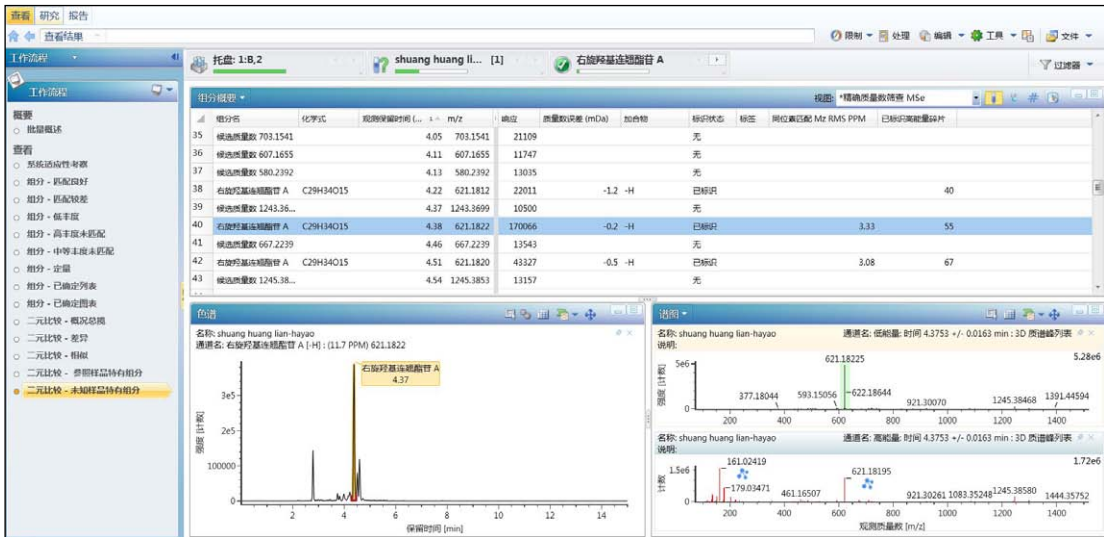 查看 研究 报告
查看结果
限制 处理 编辑 工具 文件
工作流程
托盘: 1:B,2
shuang huang li... [1]
右旋羟基连翘酯苷 A
过滤器
工作流程
概要
批量概述
查看
系统适应性考察
组分 - 匹配良好
组分 - 匹配较差
组分 - 低丰度
组分 - 高丰度未匹配
组分 - 中等丰度未匹配
组分 - 定量
组分 - 已确定列表
组分 - 已确定图表
二元比较 - 概况总揽
二元比较 - 差异
二元比较 - 相似
二元比较 - 参照样品特有组分
二元比较 - 未知样品特有组分
组分概要
视图: *精确质量数筛查 MSe
组分名 化学式 观测保留时间 (... 1 m/z 响应 质量数误差 (mDa) 加合物 标识状态 标签 同位素匹配 Mz RMS PPM 已标识高能量碎片
35 候选质量数 703.1541 4.05 703.1541 21109 无
36 候选质量数 607.1655 4.11 607.1655 11747 无
37 候选质量数 580.2392 4.13 580.2392 13035 无
38 右旋羟基连翘酯苷 A C29H34O15 4.22 621.1812 22011 -1.2 -H 已标识 40
39 候选质量数 1243.36... 4.37 1243.3699 10500 无
40 右旋羟基连翘酯苷 A C29H34O15 4.38 621.1822 170066 -0.2 -H 已标识 3.33 55
41 候选质量数 667.2239 4.46 667.2239 13543 无
42 右旋羟基连翘酯苷 A C29H34O15 4.51 621.1820 43327 -0.5 -H 已标识 3.08 67
43 候选质量数 1245.38... 4.54 1245.3853 13157 无
色谱
名称: shuang huang lian-hayao
通道名: 右旋羟基连翘酯苷 A [-H] : (11.7 PPM) 621.1822
右旋羟基连翘酯苷 A
4.37
强度 [计数]
3e5
2e5
100000
0
2 4 6 8 10 12 14
保留时间 [min]
谱图
名称: shuang huang lian-hayao 通道名: 低能量: 时间 4.3753 +/- 0.0163 min : 3D 质谱峰列表
说明:
5.28e6
强度 [计数]
5e6
0
621.18225
377.18044 593.15056 622.18644 921.30070 1245.38468 1391.44594
200 400 600 800 1000 1200 1400
名称: shuang huang lian-hayao 通道名: 高能量: 时间 4.3753 +/- 0.0163 min : 3D 质谱峰列表
说明:
1.72e6
计数
1.5e6
0
161.02419 621.18195
179.03471 461.16507 921.30261 1083.35248 1245.38580 1444.35752
200 400 600 800 1000 1200 1400
观测质量数 [m/z]